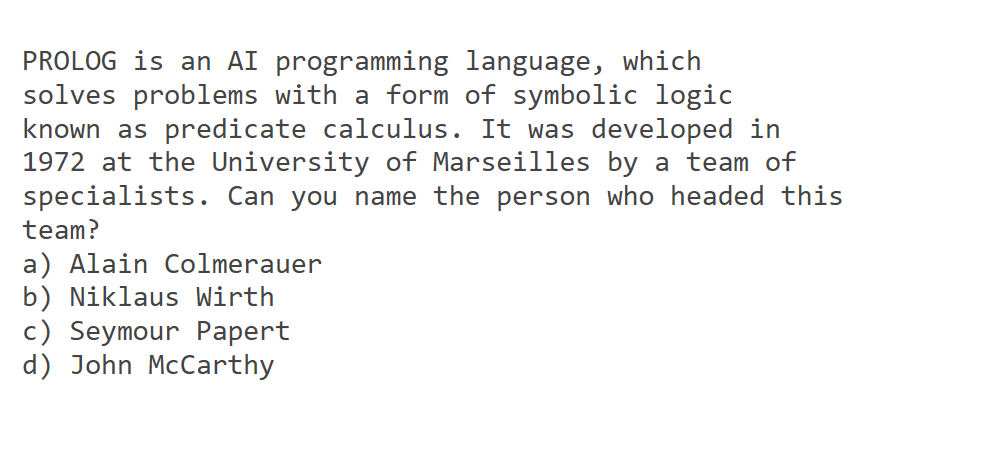 PROLOG is an AI programming language, which
solves problems with a form of symbolic logic
known as predicate calculus. It was developed in
1972 at the University of Marseilles by a team of
specialists. Can you name the person who headed this
team?
a) Alain Colmerauer
b) Niklaus Wirth
c) Seymour Papert
d) John McCarthy